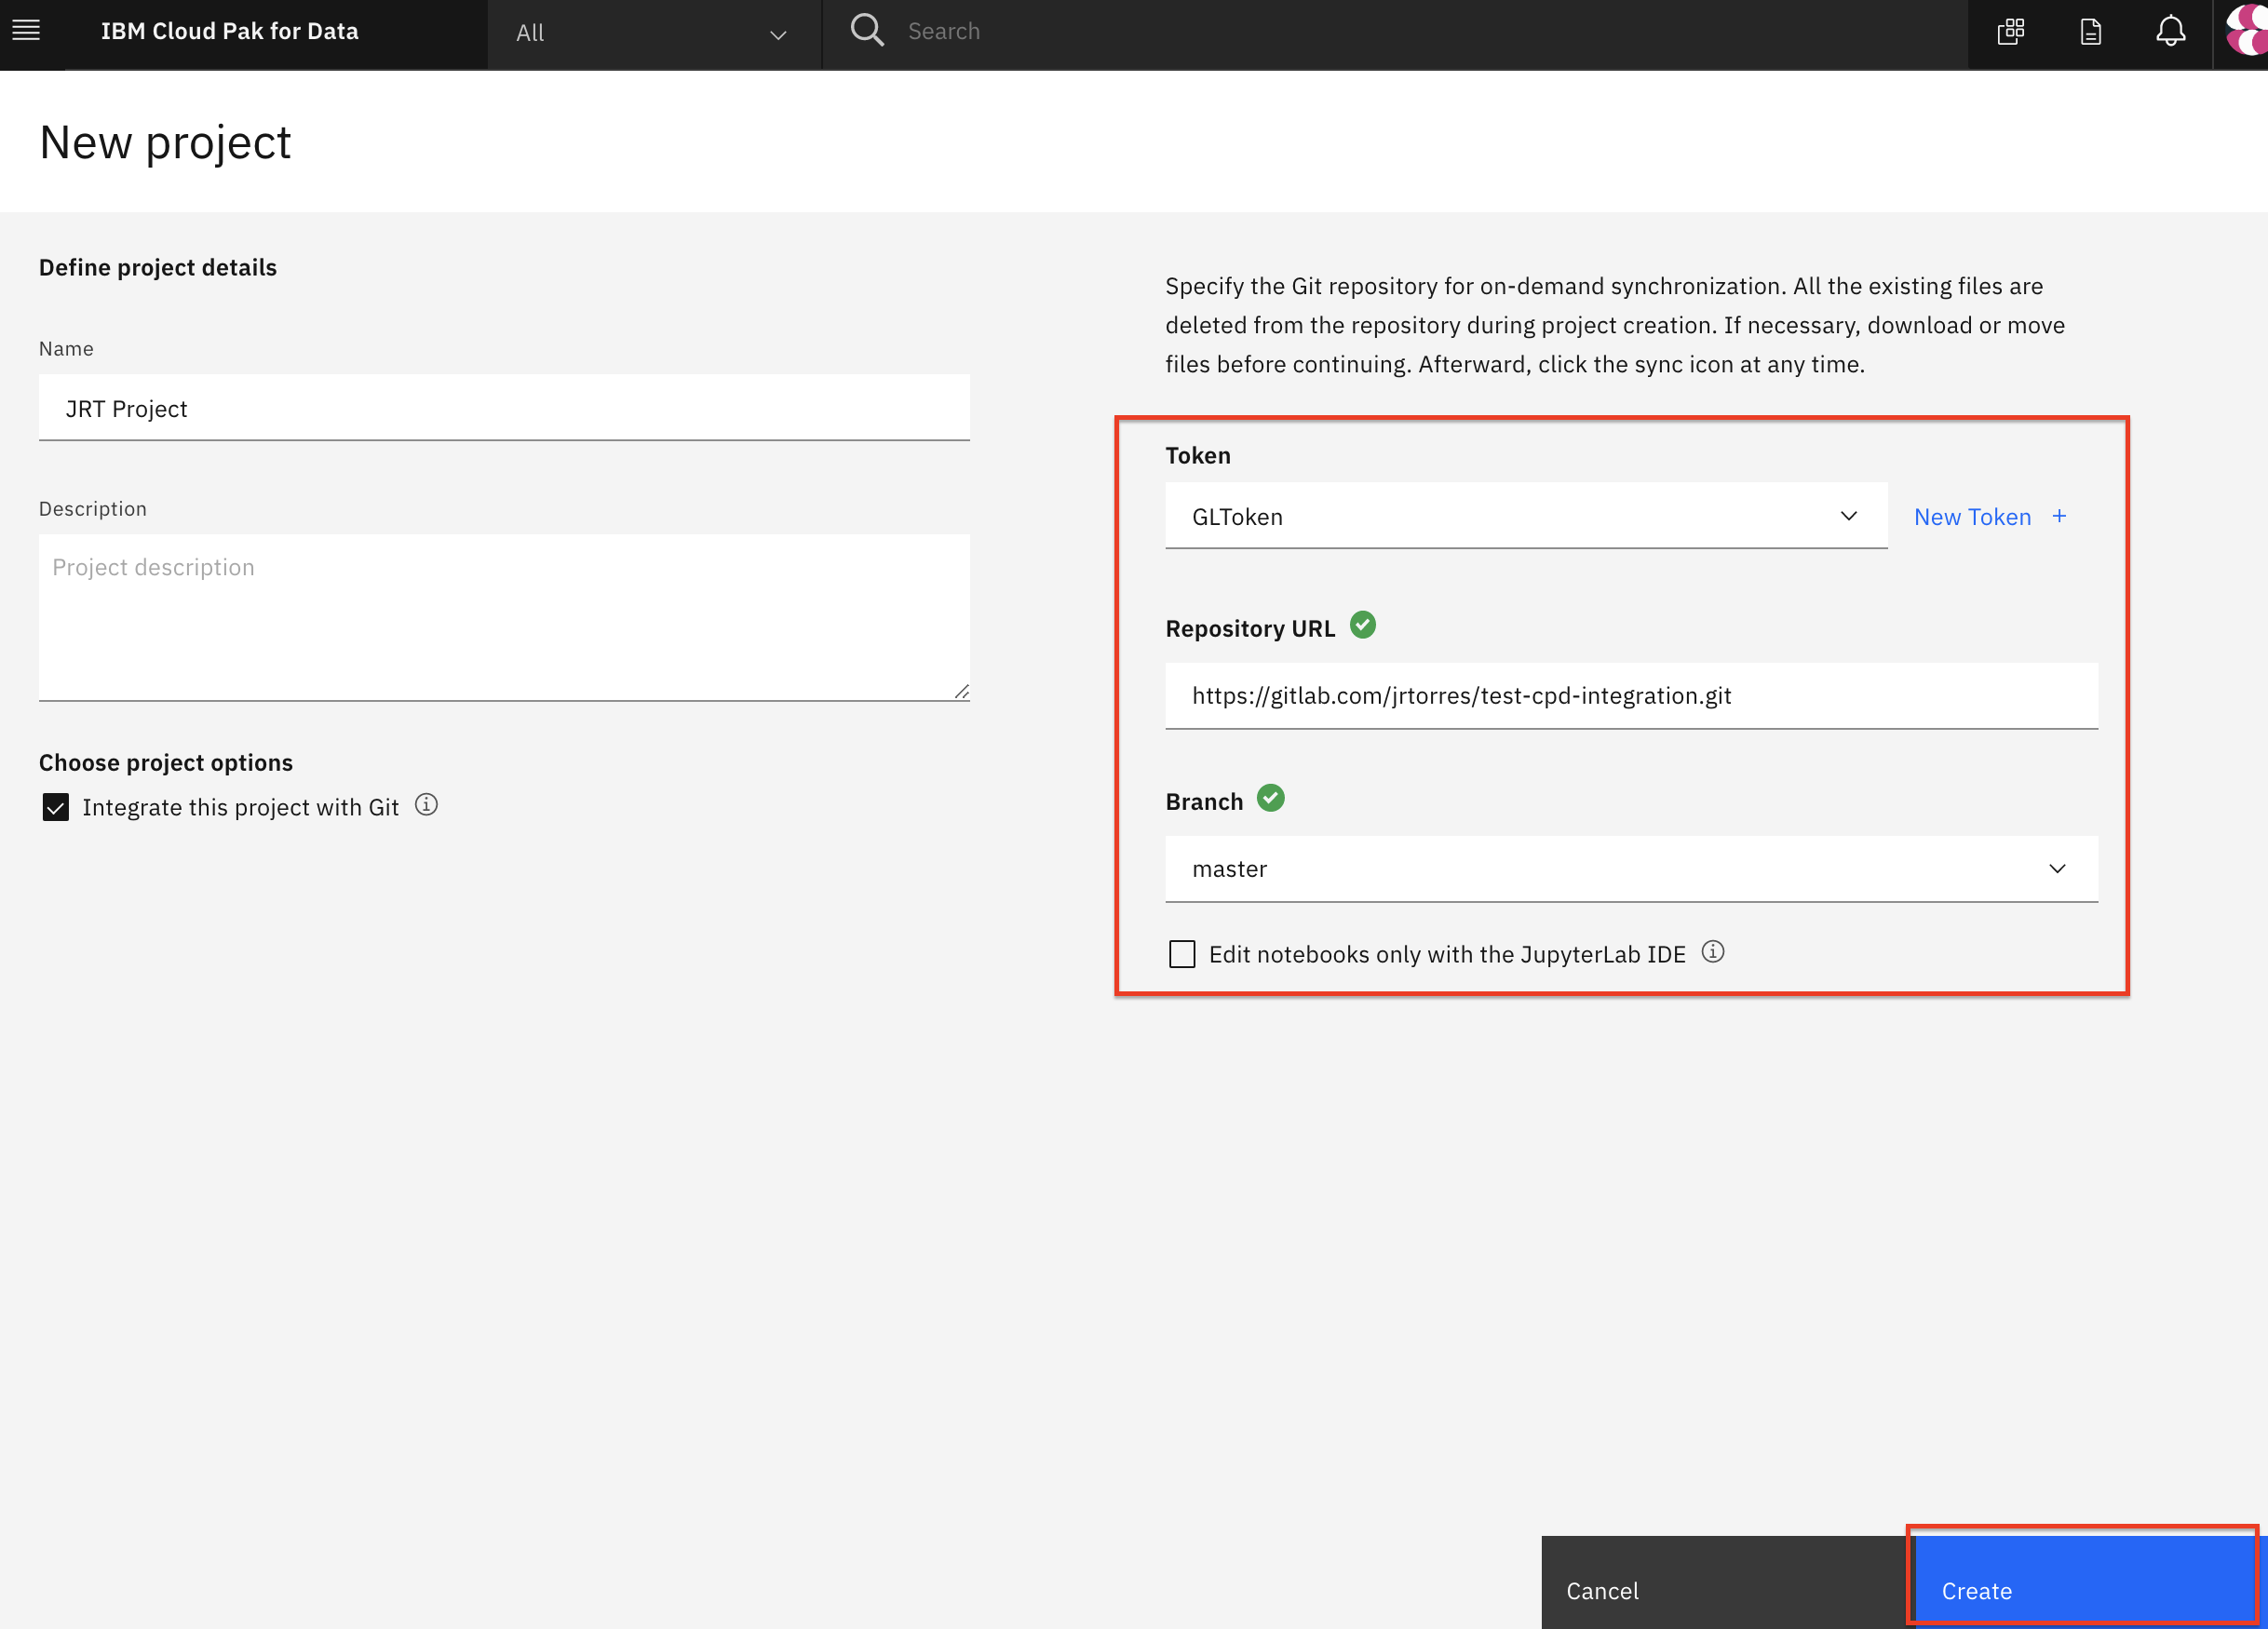 IBM Cloud Pak for Data
All
Search
New project
Define project details
Name
JRT Project
Description
Project description
Choose project options
Integrate this project with Git
Specify the Git repository for on-demand synchronization. All the existing files are
deleted from the repository during project creation. If necessary, download or move
files before continuing. Afterward, click the sync icon at any time.
Token
GLToken
New Token +
Repository URL
https://gitlab.com/jrtorres/test-cpd-integration.git
Branch
master
Edit notebooks only with the JupyterLab IDE
Cancel
Create